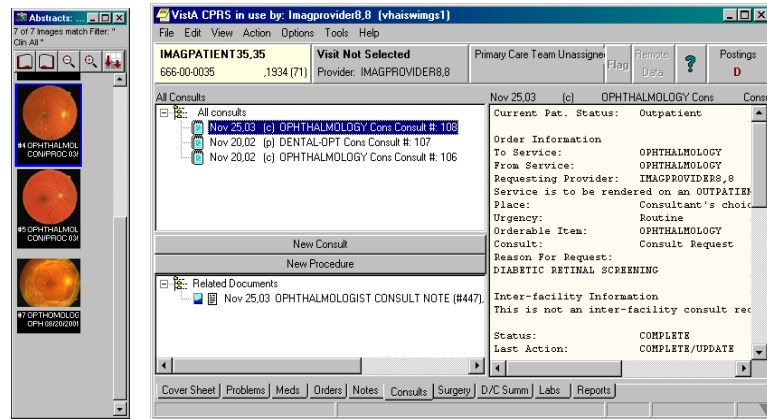 Abstracts: ...
7 of 7 Images match Filter: "
Clin All "
#4 OPHTHALMOL
CON/PROC 03/
#5 OPHTHALMOL
CON/PROC 03/
#7 OPTHOMOLOG
OPH 08/20/2001
VistA CPRS in use by: Imagprovider8,8 (vhaiswimgs1)
File Edit View Action Options Tools Help
IMAGPATIENT35,35
666-00-0035 ,1934 (71)
Visit Not Selected
Provider: IMAGPROVIDER8,8
Primary Care Team Unassigne
Flag
Remote
Data
?
Postings
D
All Consults
All consults
Nov 25,03 (c) OPHTHALMOLOGY Cons Consult #: 108
Nov 20,02 (p) DENTAL-OPT Cons Consult #: 107
Nov 20,02 (c) OPHTHALMOLOGY Cons Consult #: 106
New Consult
New Procedure
Related Documents
Nov 25,03 OPHTHALMOLOGIST CONSULT NOTE (#447),
Nov 25,03 (c) OPHTHALMOLOGY Cons Consu
Current Pat. Status: Outpatient
Order Information
To Service: OPHTHALMOLOGY
From Service: OPHTHALMOLOGY
Requesting Provider: IMAGPROVIDER8,8
Service is to be rendered on an OUTPATIEN
Place: Consultant's choic
Urgency: Routine
Orderable Item: OPHTHALMOLOGY
Consult: Consult Request
Reason For Request:
DIABETIC RETINAL SCREENING
Inter-facility Information
This is not an inter-facility consult rec
Status: COMPLETE
Last Action: COMPLETE/UPDATE
Cover Sheet Problems Meds Orders Notes Consults Surgery D/C Summ Labs Reports